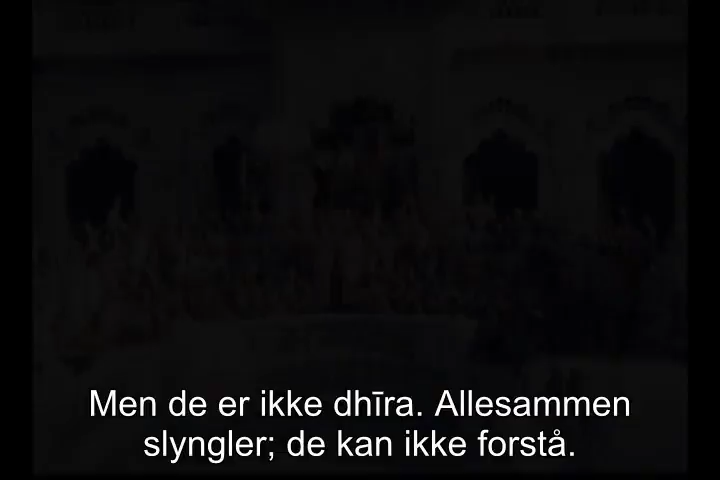 Men de er ikke dhīra. Allesammen
slyngler; de kan ikke forstå.